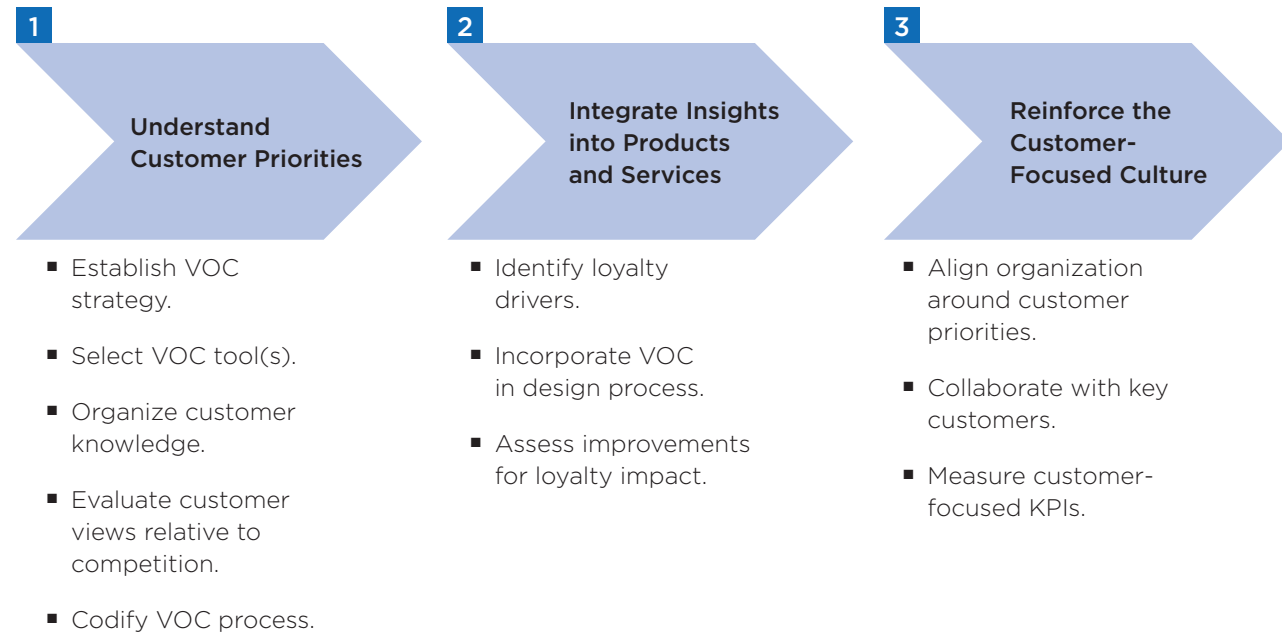 1
Understand
Customer Priorities
▪ Establish VOC
strategy.
▪ Select VOC tool(s).
▪ Organize customer
knowledge.
▪ Evaluate customer
views relative to
competition.
▪ Codify VOC process.
2
Integrate Insights
into Products
and Services
▪ Identify loyalty
drivers.
▪ Incorporate VOC
in design process.
▪ Assess improvements
for loyalty impact.
3
Reinforce the
Customer-
Focused Culture
▪ Align organization
around customer
priorities.
▪ Collaborate with key
customers.
▪ Measure customer-
focused KPIs.